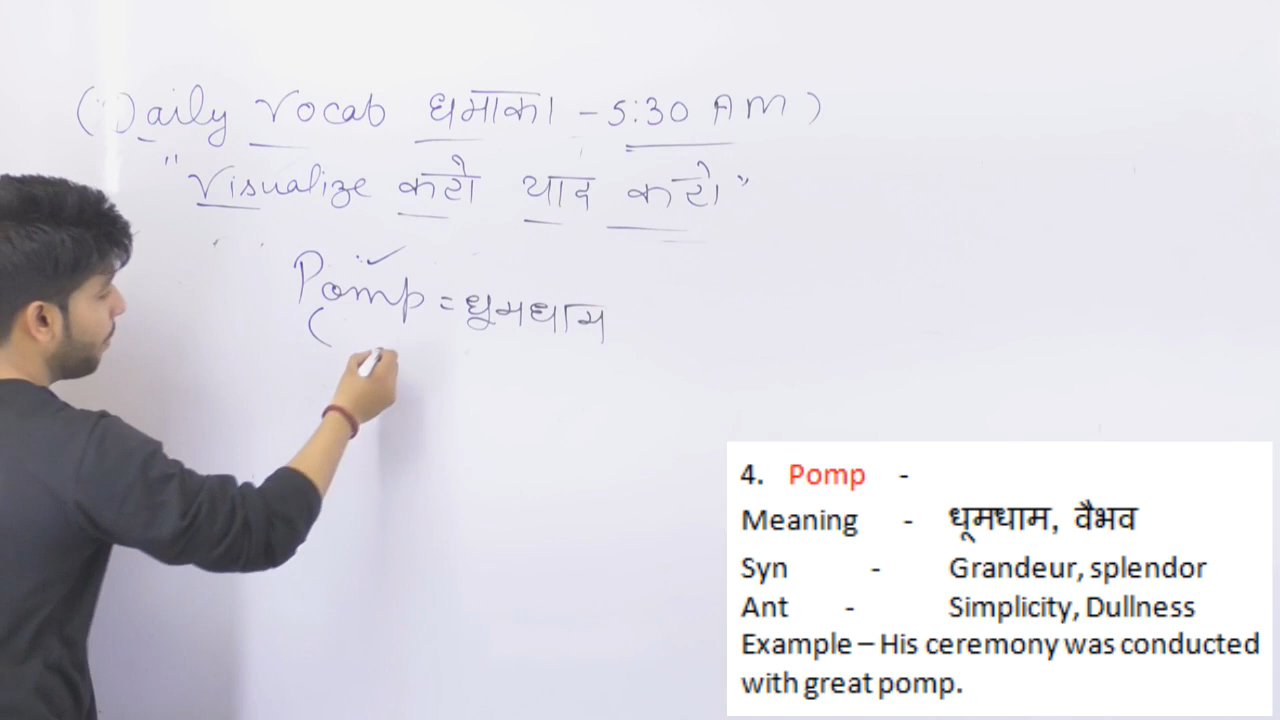 (Daily Vocab धमाका - 5:30 AM)
"Visualize करो याद करो"
Pomp = धूमधाम
(
4. Pomp -
Meaning - धूमधाम, वैभव
Syn - Grandeur, splendor
Ant - Simplicity, Dullness
Example – His ceremony was conducted
with great pomp.